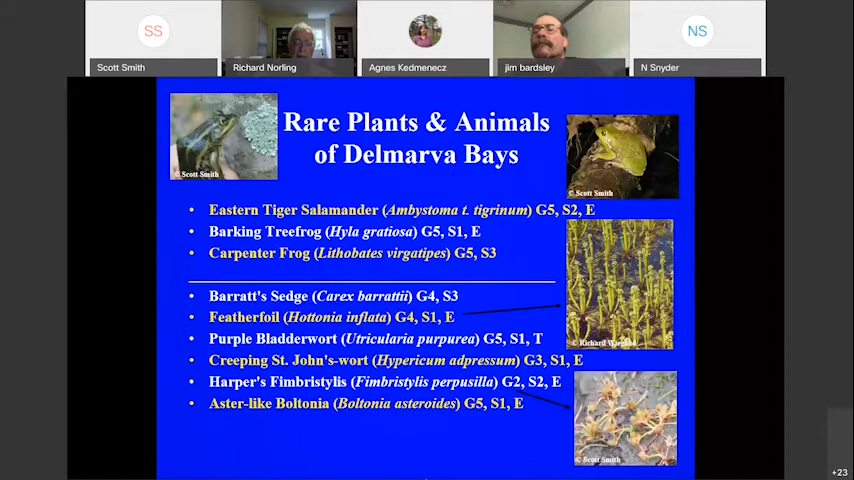 SS
NS
Scott Smith
Richard Norling
Agnes Kedmenecz
jim bardsley
N Snyder
Rare Plants & Animals
of Delmarva Bays
© Scott Smith
© Scott Smith
• Eastern Tiger Salamander (Ambystoma t. tigrinum) G5, S2, E
• Barking Treefrog (Hyla gratiosa) G5, S1, E
• Carpenter Frog (Lithobates virgatipes) G5, S3
• Barratt's Sedge (Carex barrattii) G4, S3
• Featherfoil (Hottonia inflata) G4, S1, E
• Purple Bladderwort (Utricularia purpurea) G5, S1, T
© Richard Wiegand
• Creeping St. John's-wort (Hypericum adpressum) G3, S1, E
• Harper's Fimbristylis (Fimbristylis perpusilla) G2, S2, E
• Aster-like Boltonia (Boltonia asteroides) G5, S1, E
© Scott Smith
+23